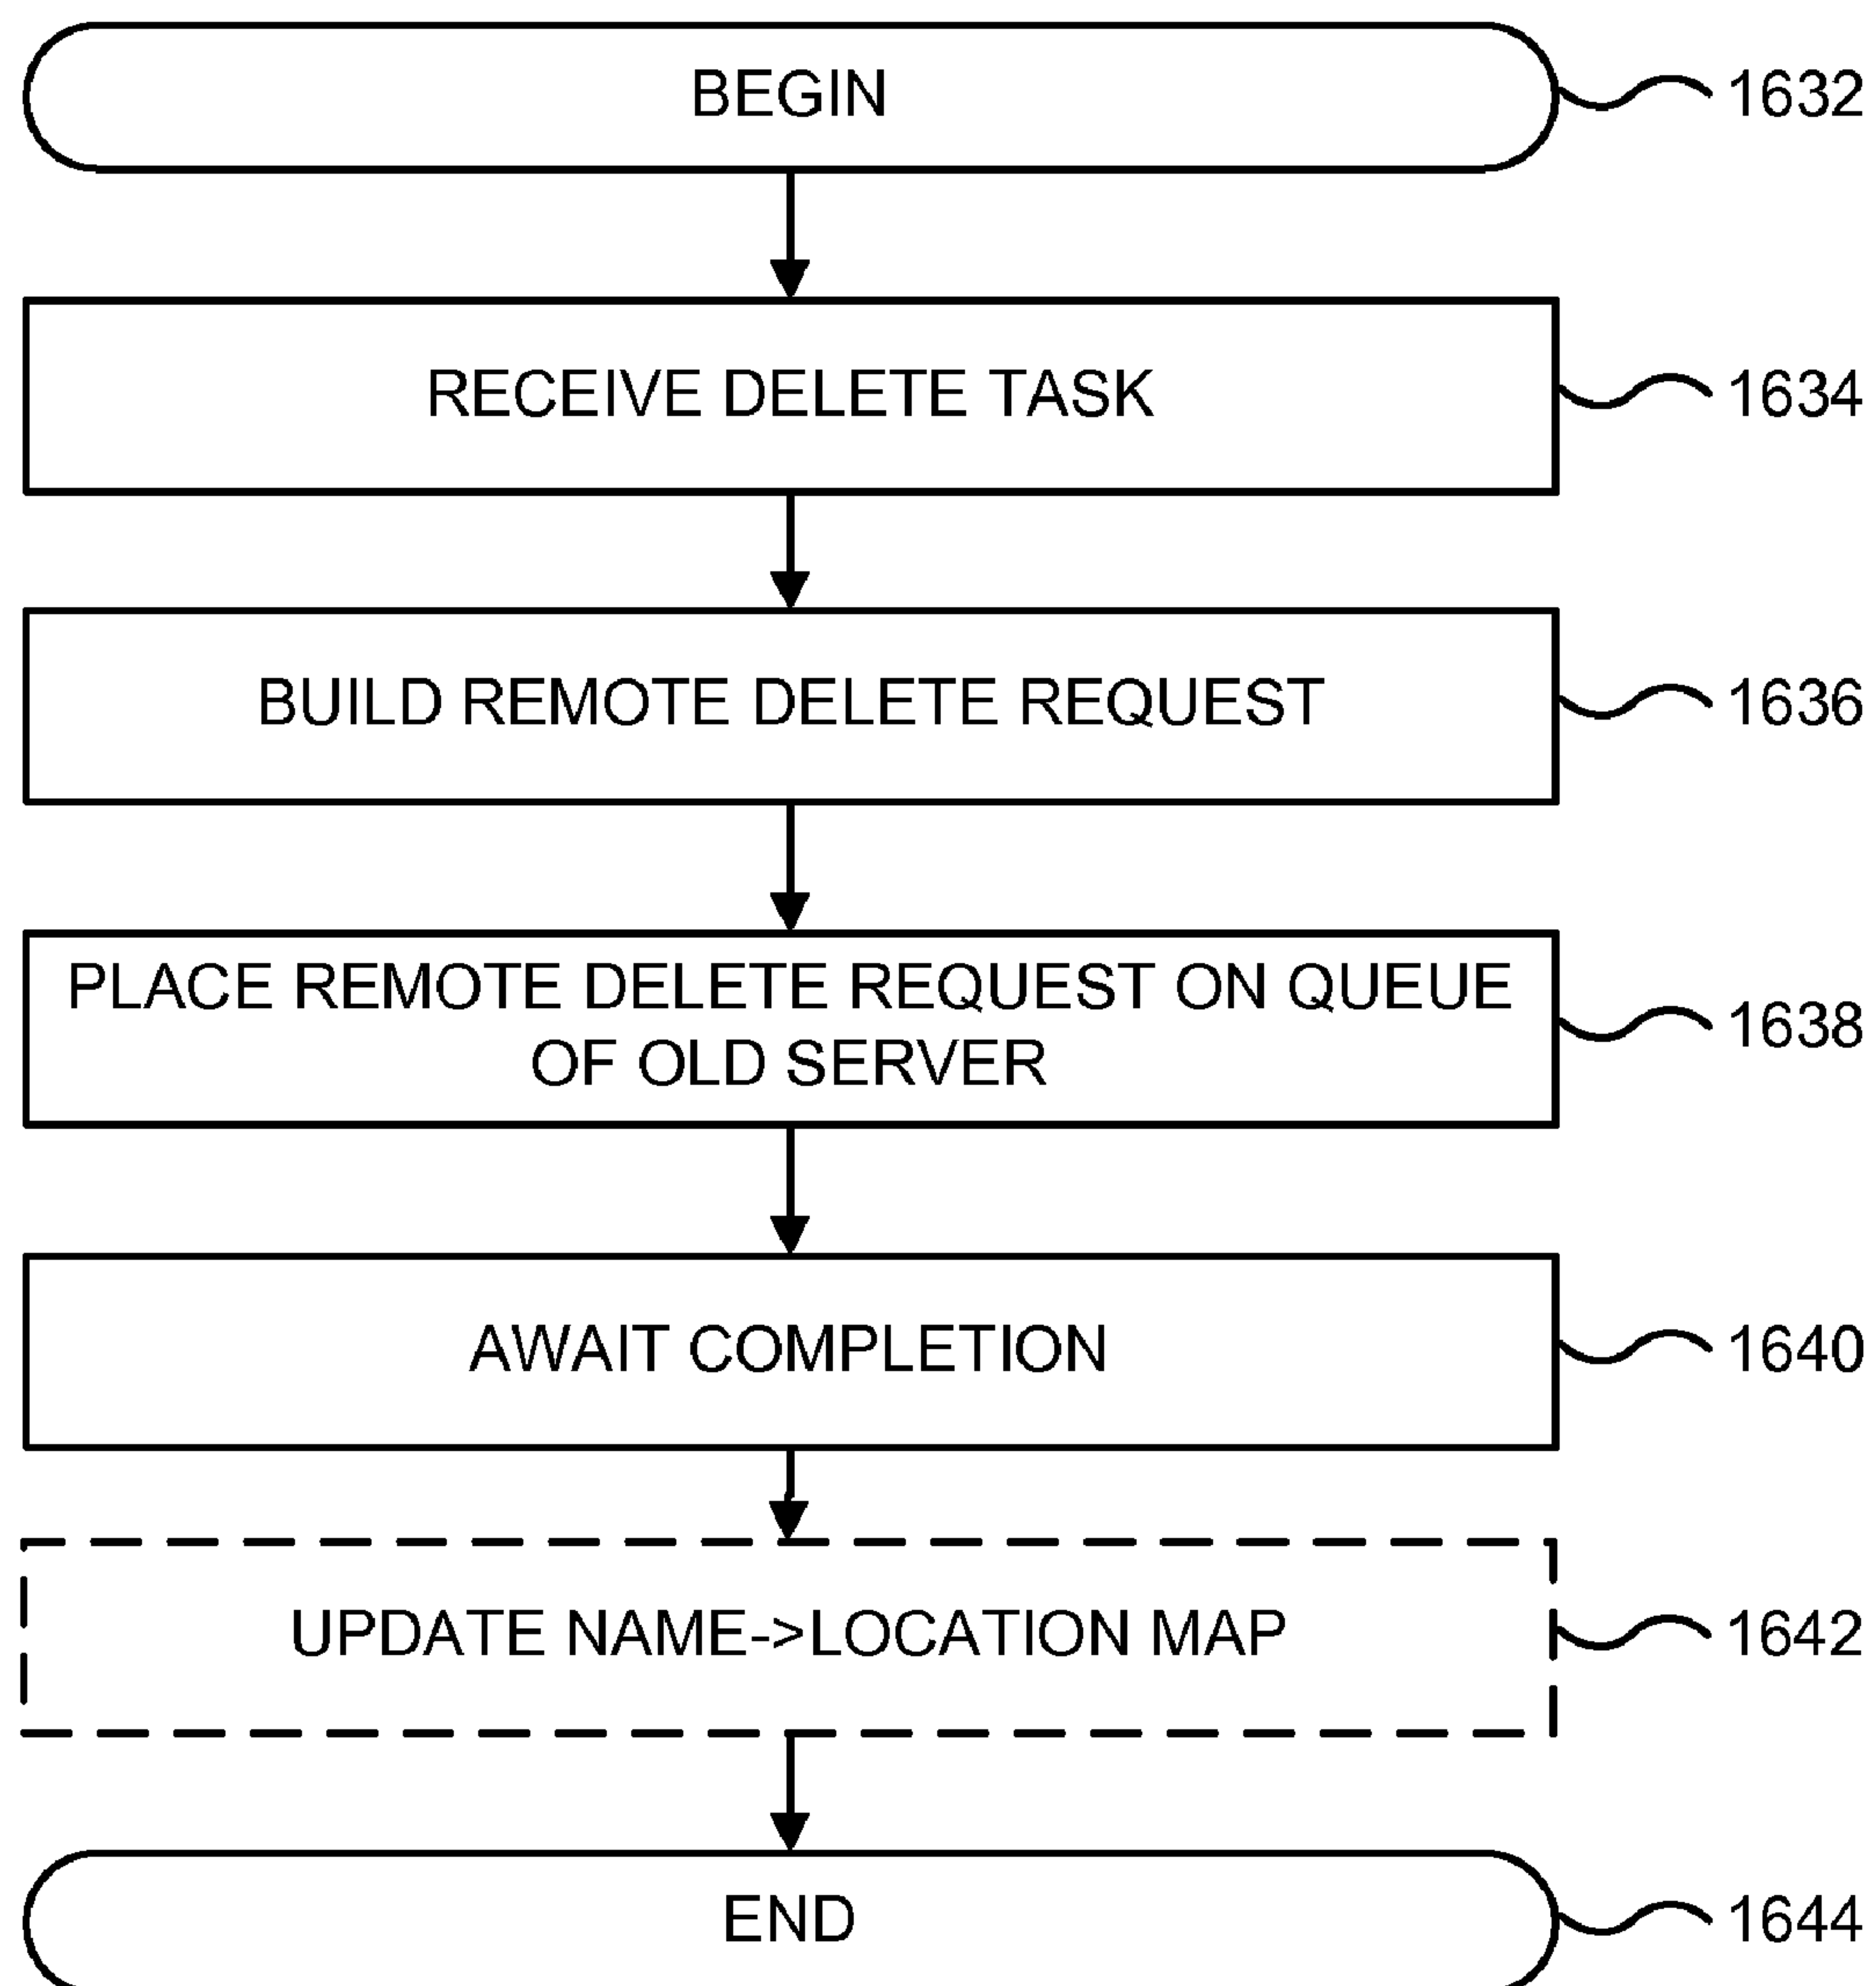 BEGIN
1632
RECEIVE DELETE TASK
1634
BUILD REMOTE DELETE REQUEST
1636
PLACE REMOTE DELETE REQUEST ON QUEUE
OF OLD SERVER
1638
AWAIT COMPLETION
1640
UPDATE NAME->LOCATION MAP
1642
END
1644